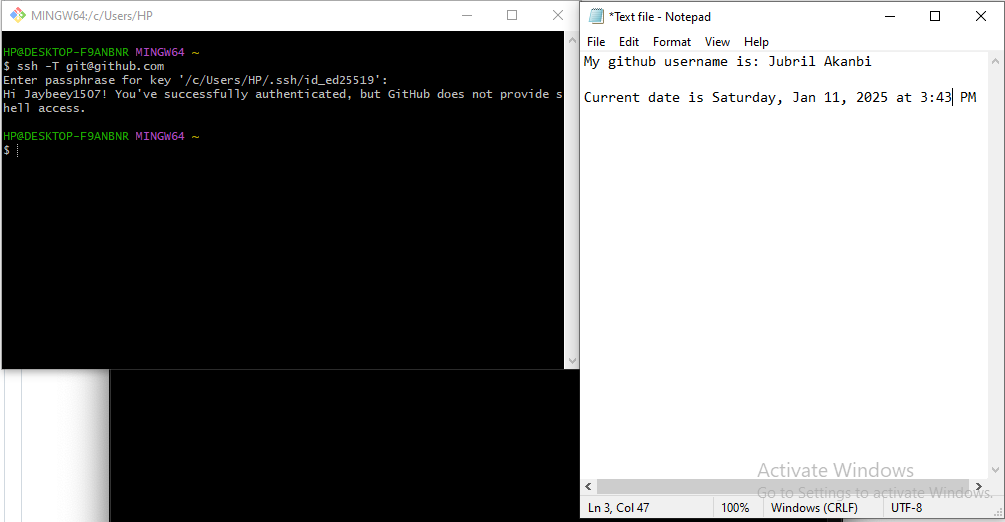 MINGW64:/c/Users/HP
HP@DESKTOP-F9ANBNR MINGW64 ~
$ ssh -T git@github.com
Enter passphrase for key '/c/Users/HP/.ssh/id_ed25519':
Hi Jaybeey1507! You've successfully authenticated, but GitHub does not provide s
hell access.
HP@DESKTOP-F9ANBNR MINGW64 ~
$
*Text file - Notepad
File Edit Format View Help
My github username is: Jubril Akanbi
Current date is Saturday, Jan 11, 2025 at 3:43 PM
Activate Windows
Go to Settings to activate Windows.
Ln 3, Col 47 100% Windows (CRLF) UTF-8